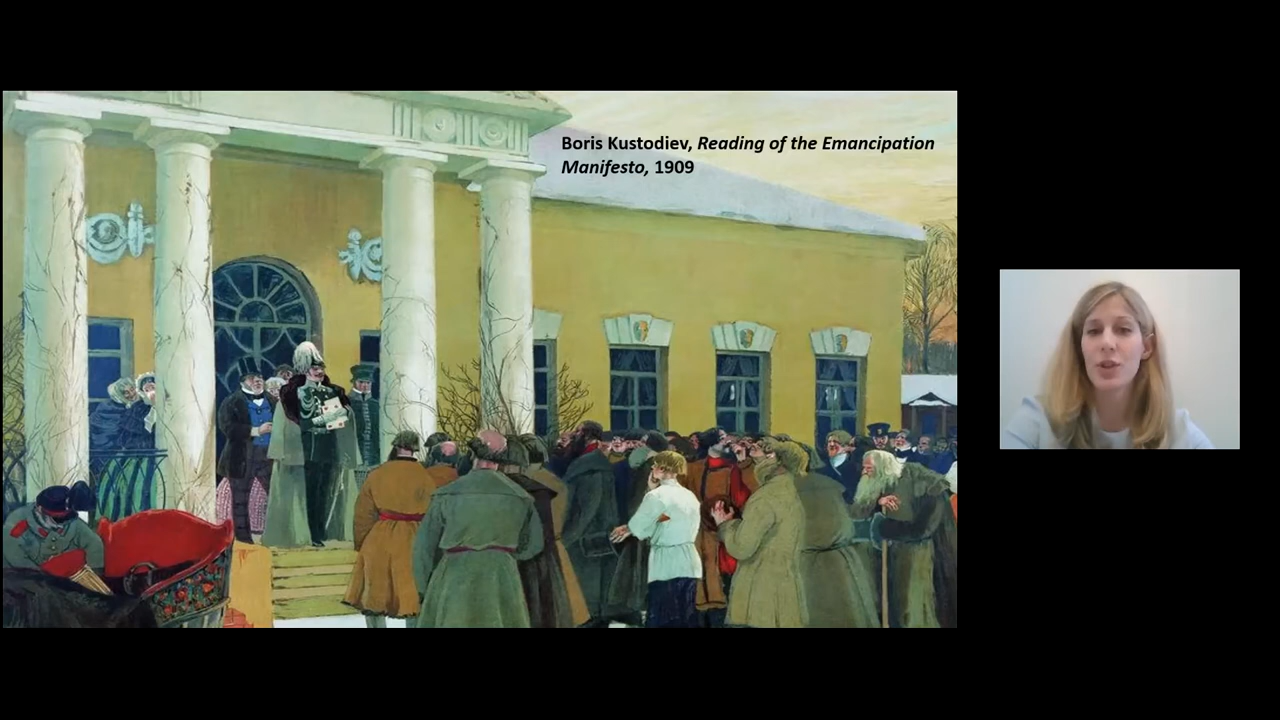 Boris Kustodiev, Reading of the Emancipation
Manifesto, 1909